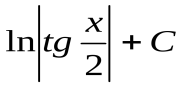 ln|tg x/2| + C